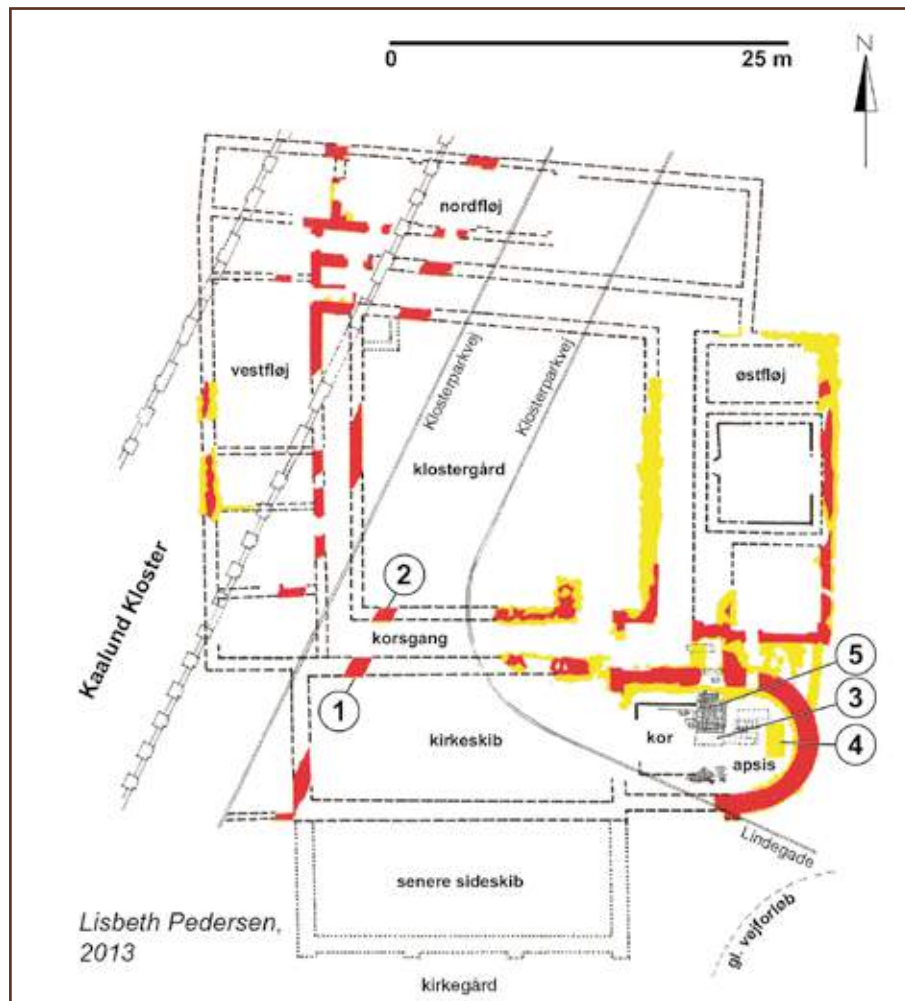 0 25 m
N
nordfløj
Klosterparkvej
Klosterparkvej
vestfløj
østfløj
klostergård
Kaalund Kloster
2
korsgang
5
1
3
kirkeskib
kor
4
apsis
Lindegade
senere sideskib
gl. vejforløb
Lisbeth Pedersen,
2013
kirkegård